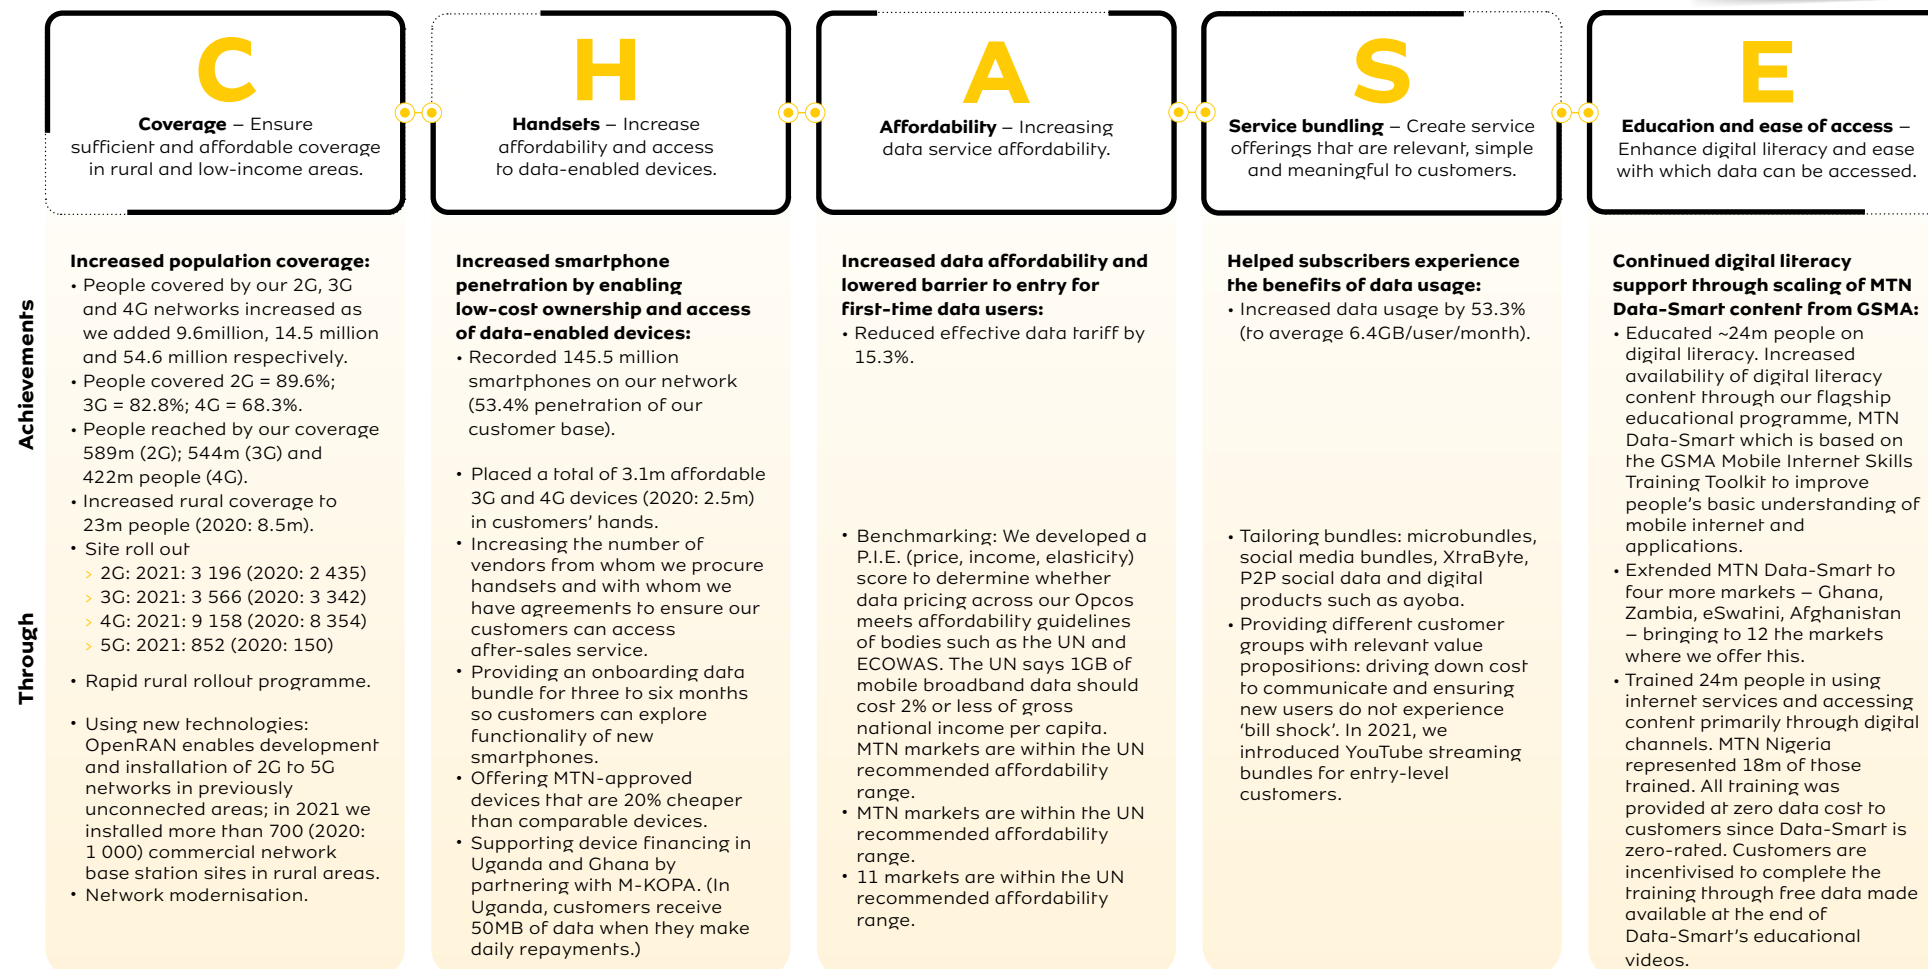 C
Coverage – Ensure
sufficient and affordable coverage
in rural and low-income areas.
H
Handsets – Increase
affordability and access
to data-enabled devices.
A
Affordability – Increasing
data service affordability.
S
Service bundling – Create service
offerings that are relevant, simple
and meaningful to customers.
E
Education and ease of access –
Enhance digital literacy and ease
with which data can be accessed.
Achievements
Through
Increased population coverage:
• People covered by our 2G, 3G
and 4G networks increased as
we added 9.6million, 14.5 million
and 54.6 million respectively.
• People covered 2G = 89.6%;
3G = 82.8%; 4G = 68.3%.
• People reached by our coverage
589m (2G); 544m (3G) and
422m people (4G).
• Increased rural coverage to
23m people (2020: 8.5m).
• Site roll out
> 2G: 2021: 3 196 (2020: 2 435)
> 3G: 2021: 3 566 (2020: 3 342)
> 4G: 2021: 9 158 (2020: 8 354)
> 5G: 2021: 852 (2020: 150)
• Rapid rural rollout programme.
• Using new technologies:
OpenRAN enables development
and installation of 2G to 5G
networks in previously
unconnected areas; in 2021 we
installed more than 700 (2020:
1 000) commercial network
base station sites in rural areas.
• Network modernisation.
Increased smartphone
penetration by enabling
low-cost ownership and access
of data-enabled devices:
• Recorded 145.5 million
smartphones on our network
(53.4% penetration of our
customer base).
• Placed a total of 3.1m affordable
3G and 4G devices (2020: 2.5m)
in customers' hands.
• Increasing the number of
vendors from whom we procure
handsets and with whom we
have agreements to ensure our
customers can access
after-sales service.
• Providing an onboarding data
bundle for three to six months
so customers can explore
functionality of new
smartphones.
• Offering MTN-approved
devices that are 20% cheaper
than comparable devices.
• Supporting device financing in
Uganda and Ghana by
partnering with M-KOPA. (In
Uganda, customers receive
50MB of data when they make
daily repayments.)
Increased data affordability and
lowered barrier to entry for
first-time data users:
• Reduced effective data tariff by
15.3%.
• Benchmarking: We developed a
P.I.E. (price, income, elasticity)
score to determine whether
data pricing across our Opcos
meets affordability guidelines
of bodies such as the UN and
ECOWAS. The UN says 1GB of
mobile broadband data should
cost 2% or less of gross
national income per capita.
MTN markets are within the UN
recommended affordability
range.
• MTN markets are within the UN
recommended affordability
range.
• 11 markets are within the UN
recommended affordability
range.
Helped subscribers experience
the benefits of data usage:
• Increased data usage by 53.3%
(to average 6.4GB/user/month).
• Tailoring bundles: microbundles,
social media bundles, XtraByte,
P2P social data and digital
products such as ayoba.
• Providing different customer
groups with relevant value
propositions: driving down cost
to communicate and ensuring
new users do not experience
'bill shock'. In 2021, we
introduced YouTube streaming
bundles for entry-level
customers.
Continued digital literacy
support through scaling of MTN
Data-Smart content from GSMA:
• Educated ~24m people on
digital literacy. Increased
availability of digital literacy
content through our flagship
educational programme, MTN
Data-Smart which is based on
the GSMA Mobile Internet Skills
Training Toolkit to improve
people's basic understanding of
mobile internet and
applications.
• Extended MTN Data-Smart to
four more markets – Ghana,
Zambia, eSwatini, Afghanistan
– bringing to 12 the markets
where we offer this.
• Trained 24m people in using
internet services and accessing
content primarily through digital
channels. MTN Nigeria
represented 18m of those
trained. All training was
provided at zero data cost to
customers since Data-Smart is
zero-rated. Customers are
incentivised to complete the
training through free data made
available at the end of
Data-Smart's educational
videos.